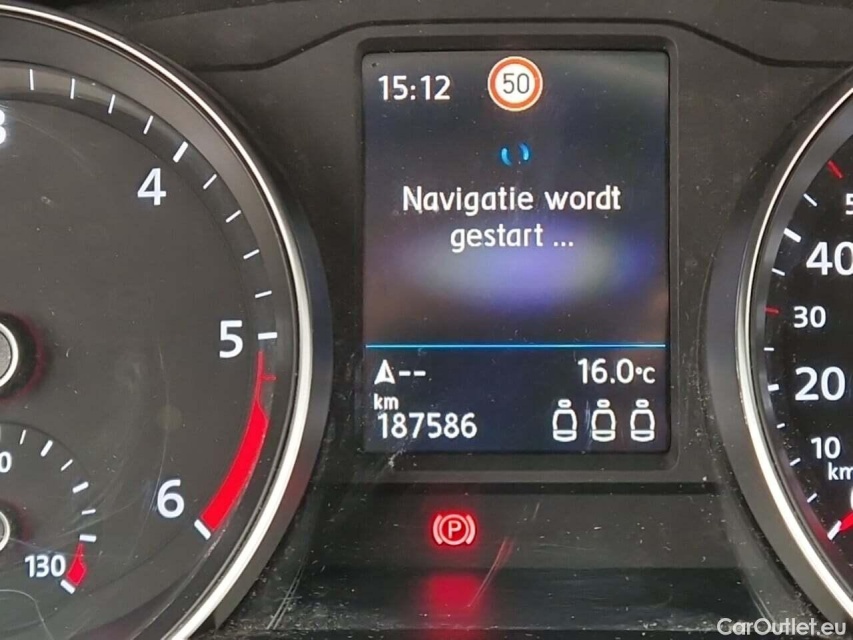 15:12
50
Navigatie wordt
gestart ...
--
16.0°C
km
187586
4
5
6
130
P
40
30
20
10
km
CarOutlet.eu